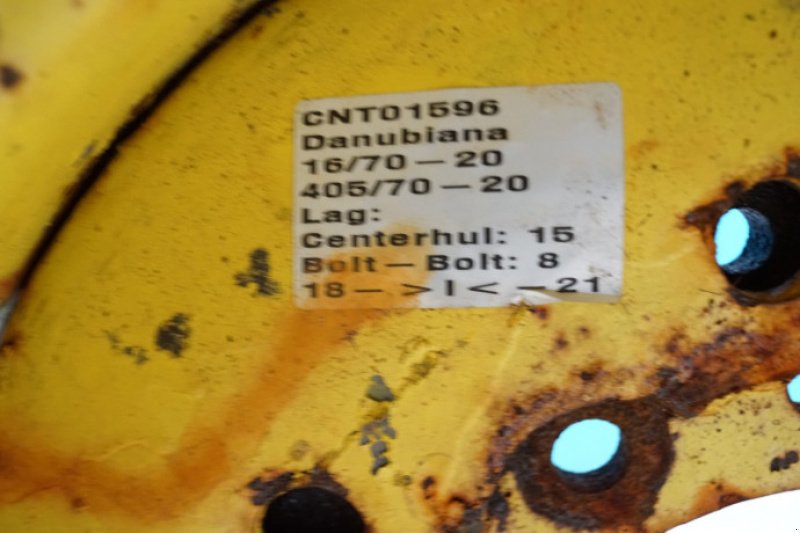 CNT01596
Danubiana
16/70 – 20
405/70 – 20
Lag:
Centerhul: 15
Bolt – Bolt: 8
18 – > I < – 21